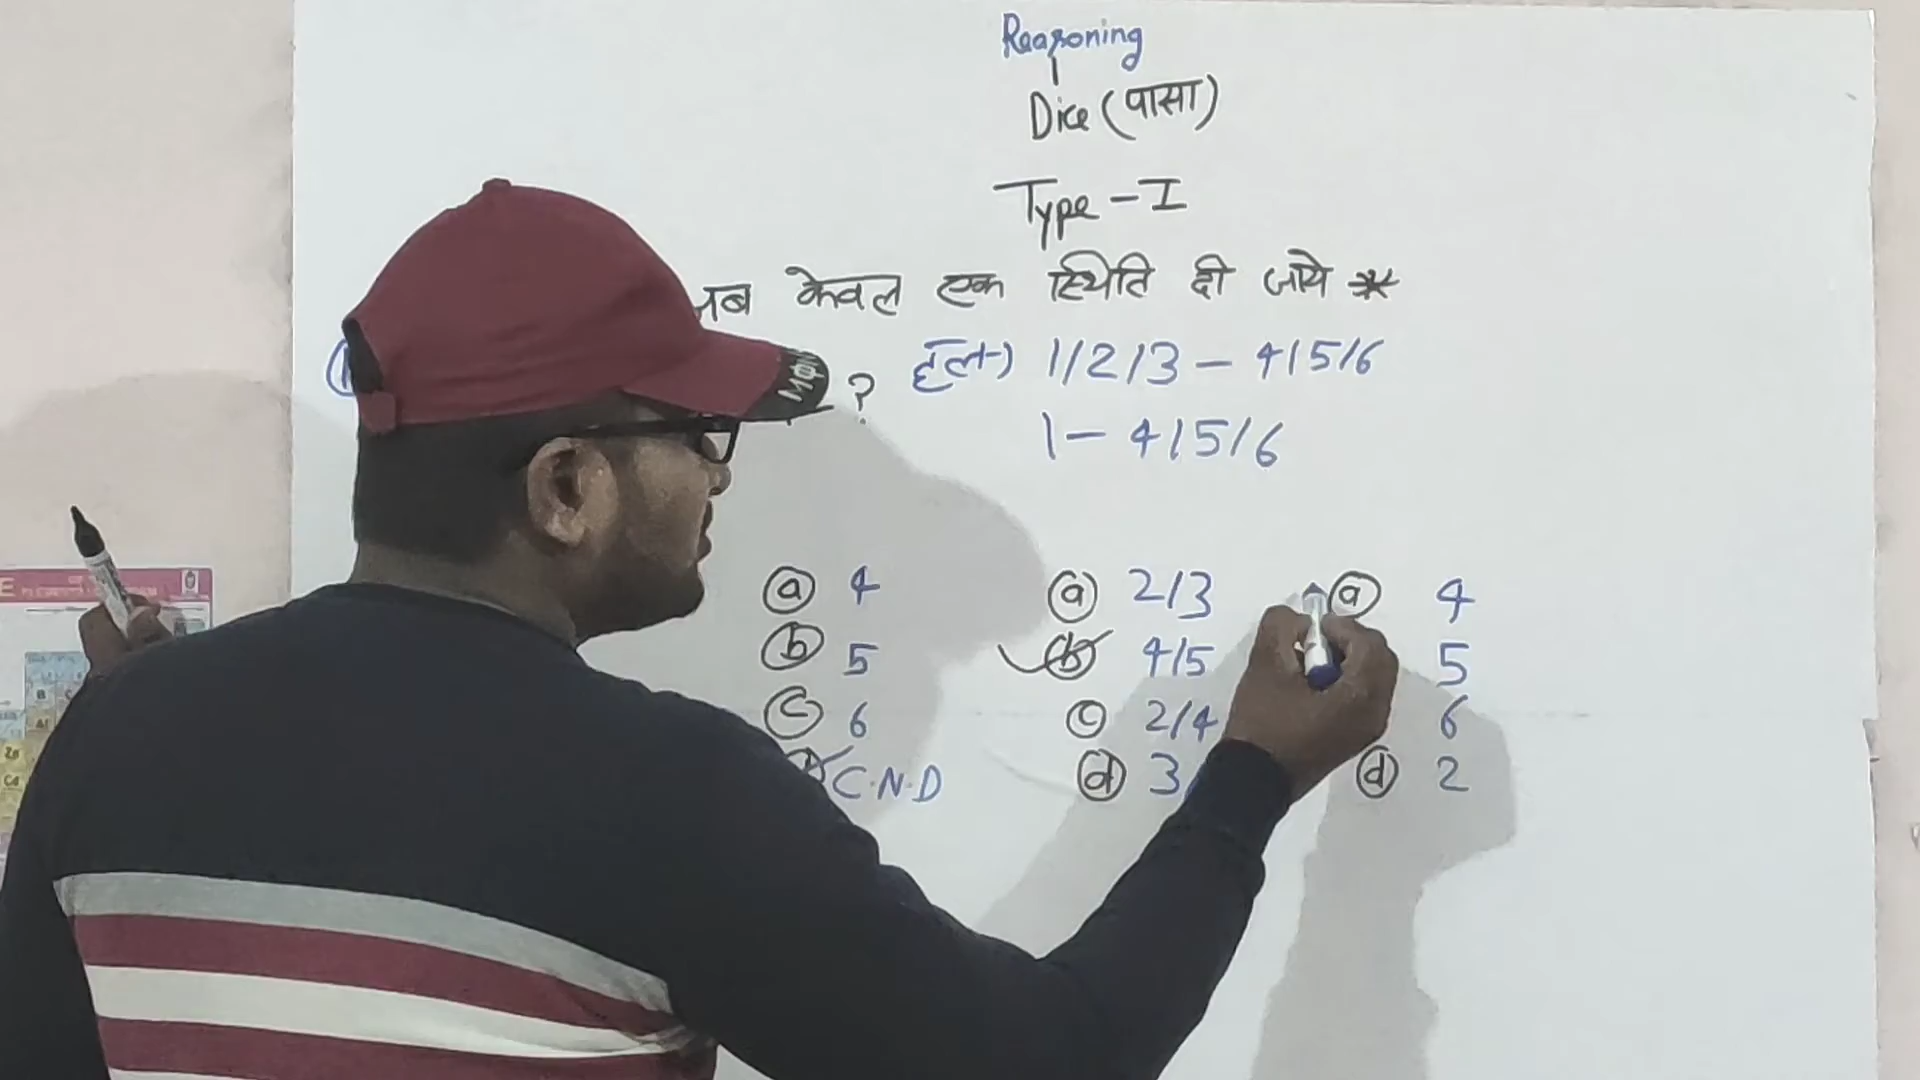 Reasoning
Dice (पासा)
Type - I
जब केवल एक स्थिति दी जाये *
? हल→) 1/2/3 - 4/5/6
1 - 4/5/6
ⓐ 4 ⓐ 2/3 ⓐ 4
ⓑ 5 ⓑ 4/5 5
ⓒ 6 ⓒ 2/4 6
C.N.D ⓓ 3 ⓓ 2